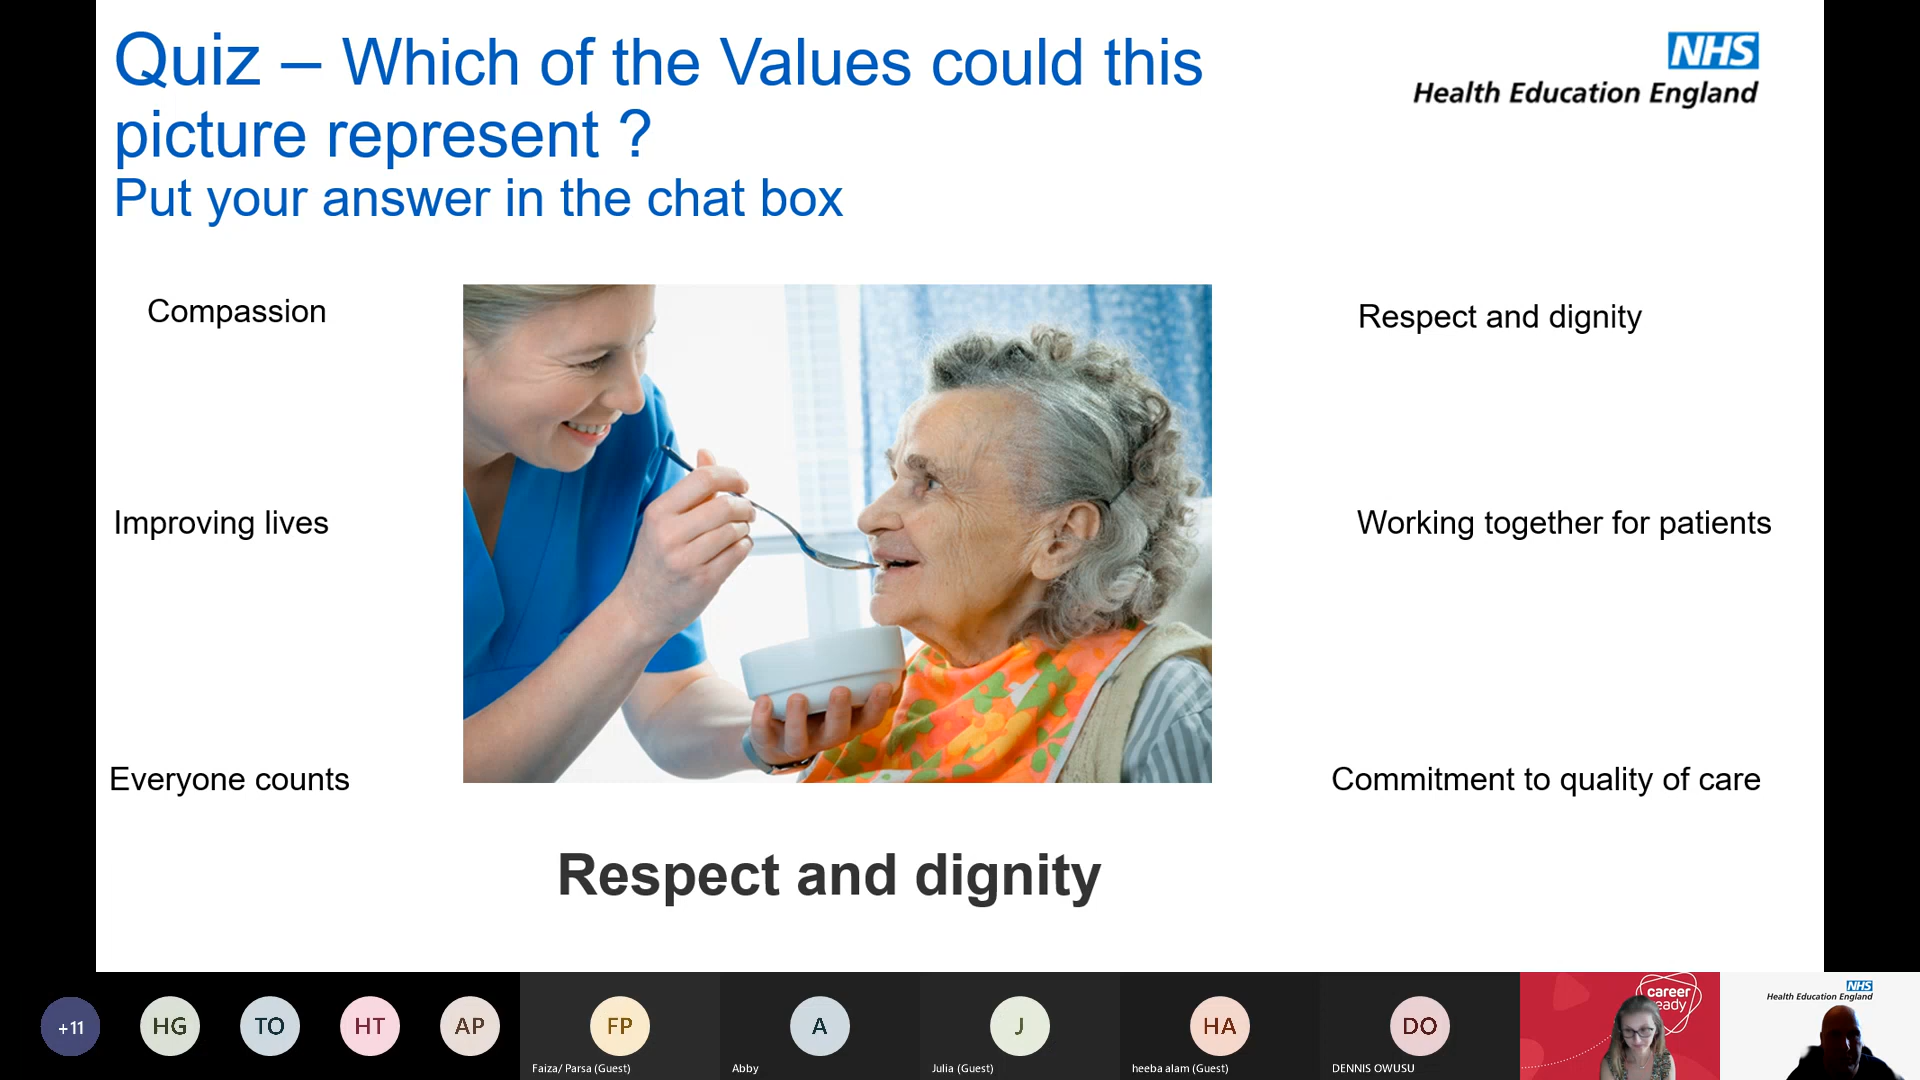 Quiz – Which of the Values could this
picture represent ?
Put your answer in the chat box
NHS
Health Education England
Compassion
Respect and dignity
Improving lives
Working together for patients
Everyone counts
Commitment to quality of care
Respect and dignity
+11
HG
TO
HT
AP
FP
Faiza/ Parsa (Guest)
A
Abby
J
Julia (Guest)
HA
heeba alam (Guest)
DO
DENNIS OWUSU
career
eady
NHS
Health Education England